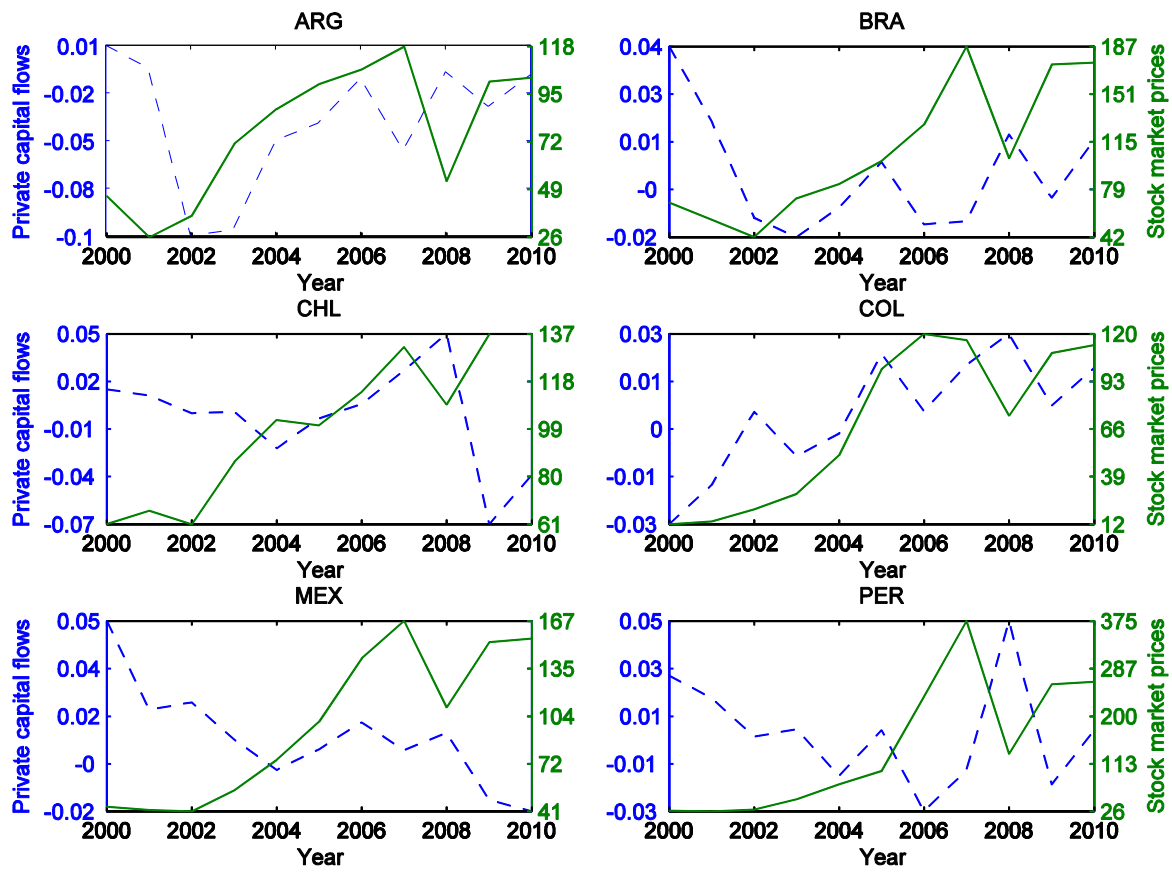 ARG
BRA
Private capital flows
0.01
-0.02
-0.05
-0.08
-0.1
118
95
72
49
26
0.04
0.03
0.01
-0
-0.02
187
151
115
79
42
Stock market prices
2000 2002 2004 2006 2008 2010
2000 2002 2004 2006 2008 2010
Year
Year
CHL
COL
Private capital flows
0.05
0.02
-0.01
-0.04
-0.07
137
118
99
80
61
0.03
0.01
0
-0.01
-0.03
120
93
66
39
12
Stock market prices
2000 2002 2004 2006 2008 2010
2000 2002 2004 2006 2008 2010
Year
Year
MEX
PER
Private capital flows
0.05
0.04
0.02
-0
-0.02
167
135
104
72
41
0.05
0.03
0.01
-0.01
-0.03
375
287
200
113
26
Stock market prices
2000 2002 2004 2006 2008 2010
2000 2002 2004 2006 2008 2010
Year
Year